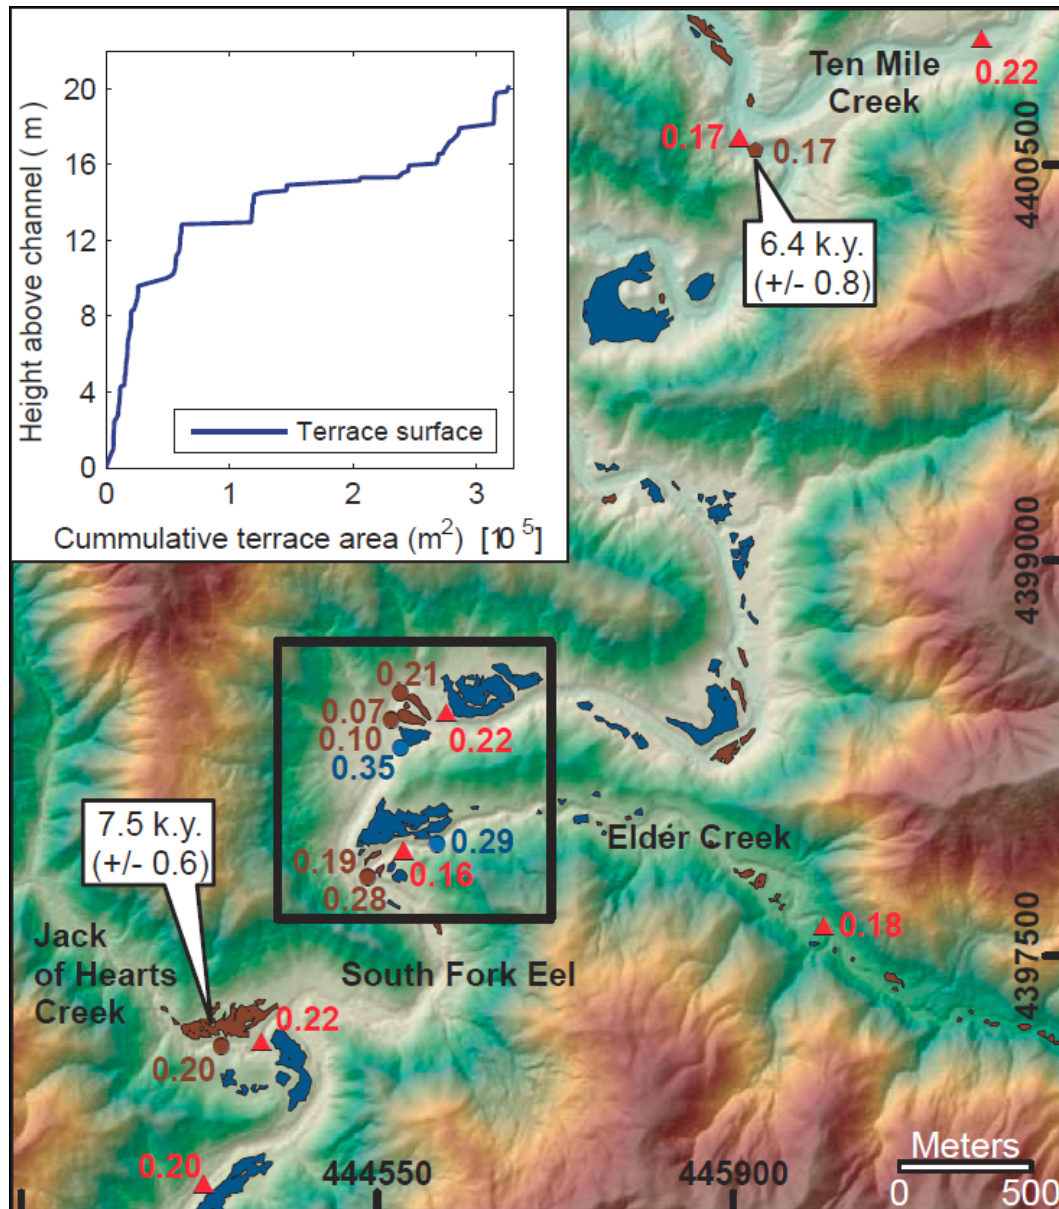 20
16
12
8
4
0
Height above channel ( m )
Terrace surface
0 1 2 3
Cummulative terrace area (m²) [10 5]
Ten Mile
Creek
0.22
0.17
0.17
6.4 k.y.
(+/- 0.8)
4400500
4399000
4397500
0.21
0.07
0.10
0.35
0.22
0.29
0.19
0.16
0.28
Elder Creek
0.18
7.5 k.y.
(+/- 0.6)
Jack
of Hearts
Creek
South Fork Eel
0.22
0.20
0.20
444550
445900
Meters
0 500